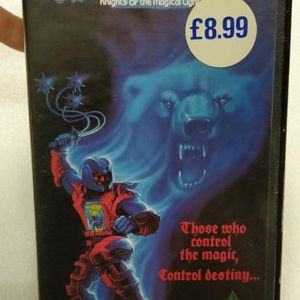 Knights of the Magical Light
£8.99
Those who
control
the magic,
Control destiny...